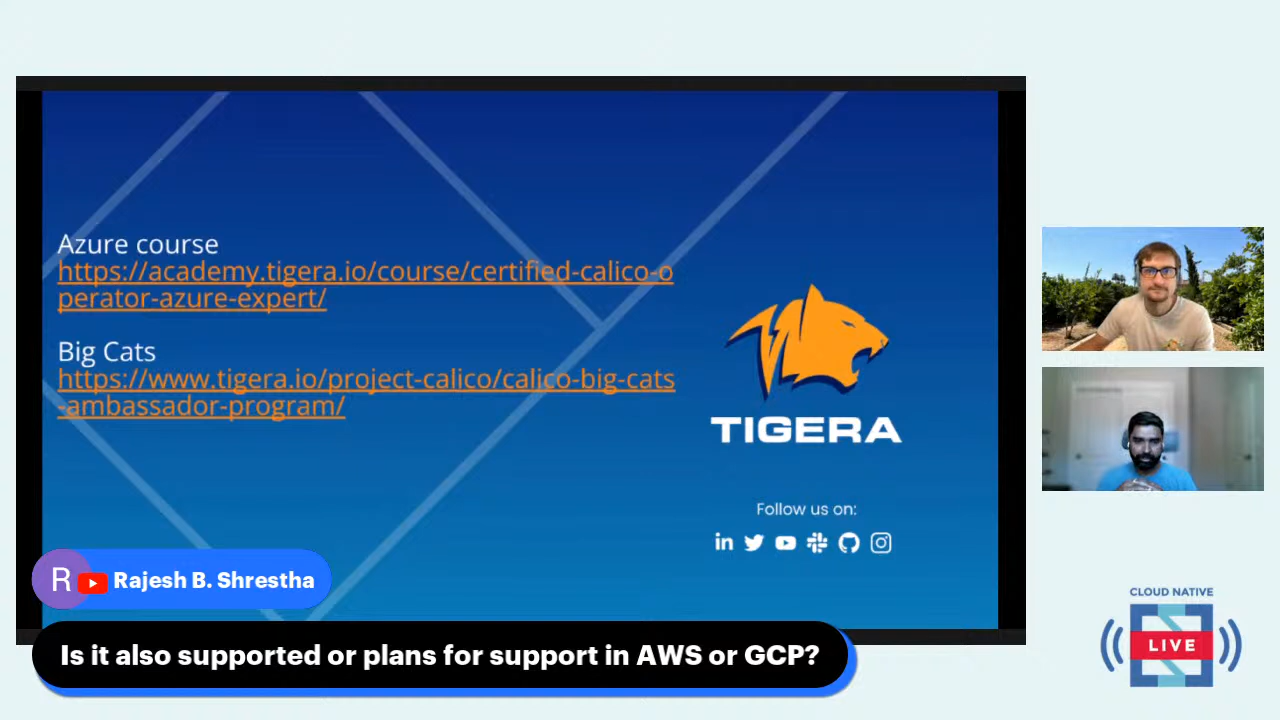 Azure course
https://academy.tigera.io/course/certified-calico-o
perator-azure-expert/
Big Cats
https://www.tigera.io/project-calico/calico-big-cats
-ambassador-program/
TIGERA
Follow us on:
in
R Rajesh B. Shrestha
Is it also supported or plans for support in AWS or GCP?
CLOUD NATIVE
LIVE